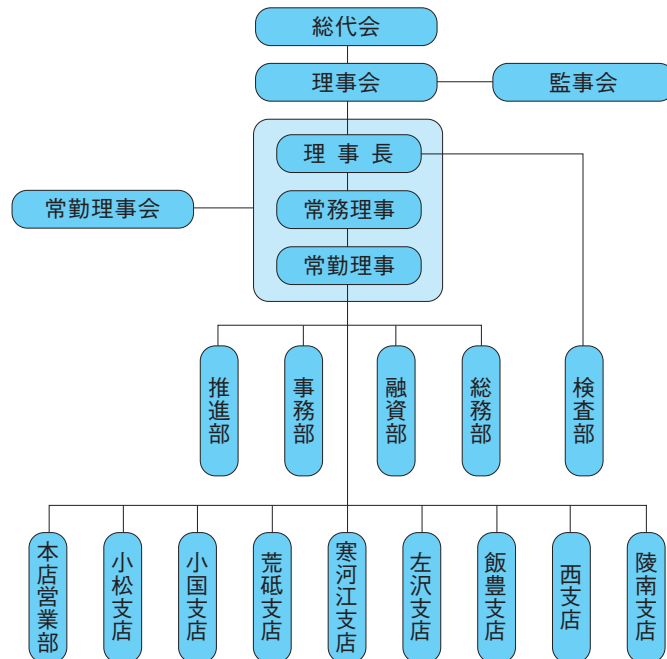 総代会
理事会
監事会
理事長
常勤理事会
常務理事
常勤理事
推進部
事務部
融資部
総務部
検査部
本店営業部
小松支店
小国支店
荒砥支店
寒河江支店
左沢支店
飯豊支店
西支店
陵南支店